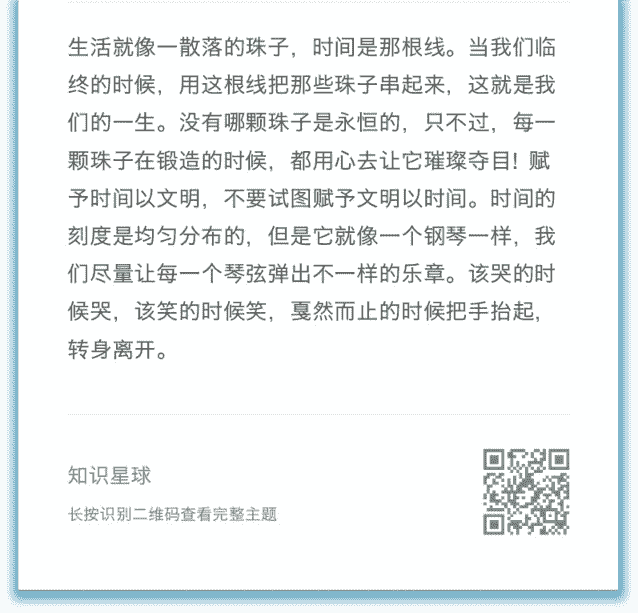 生活就像一散落的珠子，时间是那根线。当我们临
终的时候，用这根线把那些珠子串起来，这就是我
们的一生。没有哪颗珠子是永恒的，只不过，每一
颗珠子在锻造的时候，都用心去让它璀璨夺目! 赋
予时间以文明，不要试图赋予文明以时间。时间的
刻度是均匀分布的，但是它就像一个钢琴一样，我
们尽量让每一个琴弦弹出不一样的乐章。该哭的时
候哭，该笑的时候笑，戛然而止的时候把手抬起，
转身离开。
知识星球
长按识别二维码查看完整主题